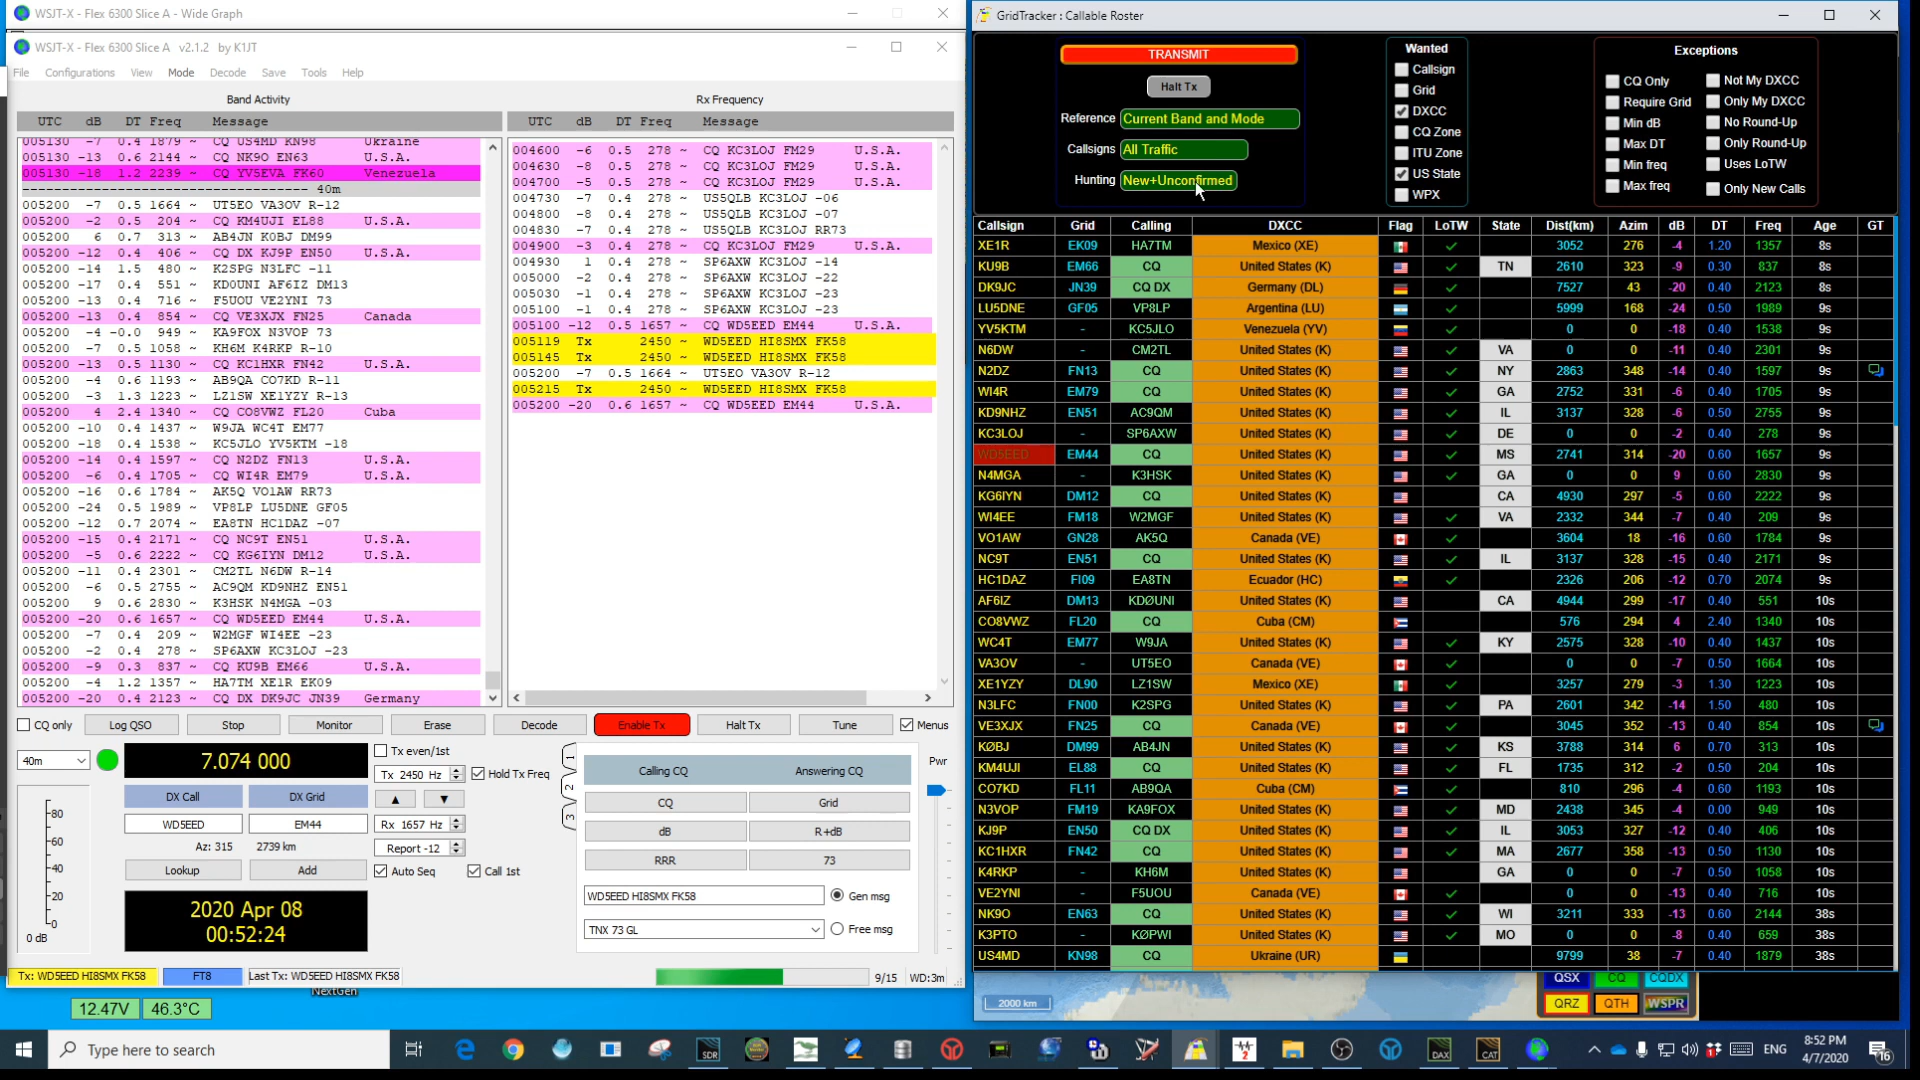 WSJT-X - Flex 6300 Slice A - Wide Graph
WSJT-X - Flex 6300 Slice A   v2.1.2   by K1JT
File Configurations View Mode Decode Save Tools Help
Band Activity
UTC dB DT Freq Message
005130 -7 0.4 1879 ~ CQ US4MD KN98 Ukraine
005130 -13 0.6 2144 ~ CQ NK9O EN63 U.S.A.
005130 -18 1.2 2239 ~ CQ YV5EVA FK60 Venezuela
------------------------------------ 40m
005200 -7 0.5 1664 ~ UT5EO VA3OV R-12
005200 -2 0.5 204 ~ CQ KM4UJI EL88 U.S.A.
005200 6 0.7 313 ~ AB4JN K0BJ DM99
005200 -12 0.4 406 ~ CQ DX KJ9P EN50 U.S.A.
005200 -14 1.5 480 ~ K2SPG N3LFC -11
005200 -17 0.4 551 ~ KD0UNI AF6IZ DM13
005200 -13 0.4 716 ~ F5UOU VE2YNI 73
005200 -13 0.4 854 ~ CQ VE3XJX FN25 Canada
005200 -4 -0.0 949 ~ KA9FOX N3VOP 73
005200 -7 0.5 1058 ~ KH6M K4RKP R-10
005200 -13 0.5 1130 ~ CQ KC1HXR FN42 U.S.A.
005200 -4 0.6 1193 ~ AB9QA CO7KD R-11
005200 -3 1.3 1223 ~ LZ1SW XE1YZY R-13
005200 4 2.4 1340 ~ CQ CO8VWZ FL20 Cuba
005200 -10 0.4 1437 ~ W9JA WC4T EM77
005200 -18 0.4 1538 ~ KC5JLO YV5KTM -18
005200 -14 0.4 1597 ~ CQ N2DZ FN13 U.S.A.
005200 -6 0.4 1705 ~ CQ WI4R EM79 U.S.A.
005200 -16 0.6 1784 ~ AK5Q VO1AW RR73
005200 -24 0.5 1989 ~ VP8LP LU5DNE GF05
005200 -12 0.7 2074 ~ EA8TN HC1DAZ -07
005200 -15 0.4 2171 ~ CQ NC9T EN51 U.S.A.
005200 -5 0.6 2222 ~ CQ KG6IYN DM12 U.S.A.
005200 -11 0.4 2301 ~ CM2TL N6DW R-14
005200 -6 0.5 2755 ~ AC9QM KD9NHZ EN51
005200 9 0.6 2830 ~ K3HSK N4MGA -03
005200 -20 0.6 1657 ~ CQ WD5EED EM44 U.S.A.
005200 -7 0.4 209 ~ W2MGF WI4EE -23
005200 -2 0.4 278 ~ SP6AXW KC3LOJ -23
005200 -9 0.3 837 ~ CQ KU9B EM66 U.S.A.
005200 -4 1.2 1357 ~ HA7TM XE1R EK09
005200 -20 0.4 2123 ~ CQ DX DK9JC JN39 Germany
Rx Frequency
UTC dB DT Freq Message
004600 -6 0.5 278 ~ CQ KC3LOJ FM29 U.S.A.
004630 -8 0.5 278 ~ CQ KC3LOJ FM29 U.S.A.
004700 -5 0.5 278 ~ CQ KC3LOJ FM29 U.S.A.
004730 -7 0.4 278 ~ US5QLB KC3LOJ -06
004800 -8 0.4 278 ~ US5QLB KC3LOJ -07
004830 -7 0.4 278 ~ US5QLB KC3LOJ RR73
004900 -3 0.4 278 ~ CQ KC3LOJ FM29 U.S.A.
004930 1 0.4 278 ~ SP6AXW KC3LOJ -14
005000 -2 0.4 278 ~ SP6AXW KC3LOJ -22
005030 -1 0.4 278 ~ SP6AXW KC3LOJ -23
005100 -1 0.4 278 ~ SP6AXW KC3LOJ -23
005100 -12 0.5 1657 ~ CQ WD5EED EM44 U.S.A.
005119 Tx 2450 ~ WD5EED HI8SMX FK58
005145 Tx 2450 ~ WD5EED HI8SMX FK58
005200 -7 0.5 1664 ~ UT5EO VA3OV R-12
005215 Tx 2450 ~ WD5EED HI8SMX FK58
005200 -20 0.6 1657 ~ CQ WD5EED EM44 U.S.A.
CQ only Log QSO Stop Monitor Erase Decode Enable Tx Halt Tx Tune Menus
40m 7.074 000 Tx even/1st
Tx 2450 Hz Hold Tx Freq
DX Call DX Grid
WD5EED EM44 Rx 1657 Hz
Az: 315 2739 km Report -12
Lookup Add Auto Seq Call 1st
2020 Apr 08
00:52:24
-80
-60
-40
-20
-0
0 dB
1
2
3
Calling CQ Answering CQ
CQ Grid
dB R+dB
RRR 73
WD5EED HI8SMX FK58 Gen msg
TNX 73 GL Free msg
Pwr
Tx: WD5EED HI8SMX FK58 FT8 Last Tx: WD5EED HI8SMX FK58 9/15 WD:3m
NextGen
12.47V 46.3°C
GridTracker : Callable Roster
TRANSMIT
Halt Tx
Reference Current Band and Mode
Callsigns All Traffic
Hunting New+Unconfirmed
Wanted
Callsign
Grid
DXCC
CQ Zone
ITU Zone
US State
WPX
Exceptions
CQ Only Not My DXCC
Require Grid Only My DXCC
Min dB No Round-Up
Max DT Only Round-Up
Min freq Uses LoTW
Max freq Only New Calls
Callsign Grid Calling DXCC Flag LoTW State Dist(km) Azim dB DT Freq Age GT
XE1R EK09 HA7TM Mexico (XE) ✓ 3052 276 -4 1.20 1357 8s
KU9B EM66 CQ United States (K) ✓ TN 2610 323 -9 0.30 837 8s
DK9JC JN39 CQ DX Germany (DL) ✓ 7527 43 -20 0.40 2123 8s
LU5DNE GF05 VP8LP Argentina (LU) ✓ 5999 168 -24 0.50 1989 9s
YV5KTM - KC5JLO Venezuela (YV) ✓ 0 0 -18 0.40 1538 9s
N6DW - CM2TL United States (K) ✓ VA 0 0 -11 0.40 2301 9s
N2DZ FN13 CQ United States (K) ✓ NY 2863 348 -14 0.40 1597 9s
WI4R EM79 CQ United States (K) ✓ GA 2752 331 -6 0.40 1705 9s
KD9NHZ EN51 AC9QM United States (K) ✓ IL 3137 328 -6 0.50 2755 9s
KC3LOJ - SP6AXW United States (K) ✓ DE 0 0 -2 0.40 278 9s
WD5EED EM44 CQ United States (K) ✓ MS 2741 314 -20 0.60 1657 9s
N4MGA - K3HSK United States (K) ✓ GA 0 0 9 0.60 2830 9s
KG6IYN DM12 CQ United States (K) CA 4930 297 -5 0.60 2222 9s
WI4EE FM18 W2MGF United States (K) ✓ VA 2332 344 -7 0.40 209 9s
VO1AW GN28 AK5Q Canada (VE) ✓ 3604 18 -16 0.60 1784 9s
NC9T EN51 CQ United States (K) ✓ IL 3137 328 -15 0.40 2171 9s
HC1DAZ FI09 EA8TN Ecuador (HC) ✓ 2326 206 -12 0.70 2074 9s
AF6IZ DM13 KDØUNI United States (K) CA 4944 299 -17 0.40 551 10s
CO8VWZ FL20 CQ Cuba (CM) 576 294 4 2.40 1340 10s
WC4T EM77 W9JA United States (K) ✓ KY 2575 328 -10 0.40 1437 10s
VA3OV - UT5EO Canada (VE) ✓ 0 0 -7 0.50 1664 10s
XE1YZY DL90 LZ1SW Mexico (XE) ✓ 3257 279 -3 1.30 1223 10s
N3LFC FN00 K2SPG United States (K) ✓ PA 2601 342 -14 1.50 480 10s
VE3XJX FN25 CQ Canada (VE) ✓ 3045 352 -13 0.40 854 10s
KØBJ DM99 AB4JN United States (K) ✓ KS 3788 314 6 0.70 313 10s
KM4UJI EL88 CQ United States (K) ✓ FL 1735 312 -2 0.50 204 10s
CO7KD FL11 AB9QA Cuba (CM) ✓ 810 296 -4 0.60 1193 10s
N3VOP FM19 KA9FOX United States (K) ✓ MD 2438 345 -4 0.00 949 10s
KJ9P EN50 CQ DX United States (K) ✓ IL 3053 327 -12 0.40 406 10s
KC1HXR FN42 CQ United States (K) ✓ MA 2677 358 -13 0.50 1130 10s
K4RKP - KH6M United States (K) GA 0 0 -7 0.50 1058 10s
VE2YNI - F5UOU Canada (VE) ✓ 0 0 -13 0.40 716 10s
NK9O EN63 CQ United States (K) ✓ WI 3211 333 -13 0.60 2144 38s
K3PTO - KØPWI United States (K) ✓ MO 0 0 -8 0.40 659 38s
US4MD KN98 CQ Ukraine (UR) 9799 38 -7 0.40 1879 38s
2000 km
QSX CQ CQDX
QRZ QTH WSPR
Type here to search
SDR
DAX
CAT
ENG
8:52 PM
4/7/2020
16